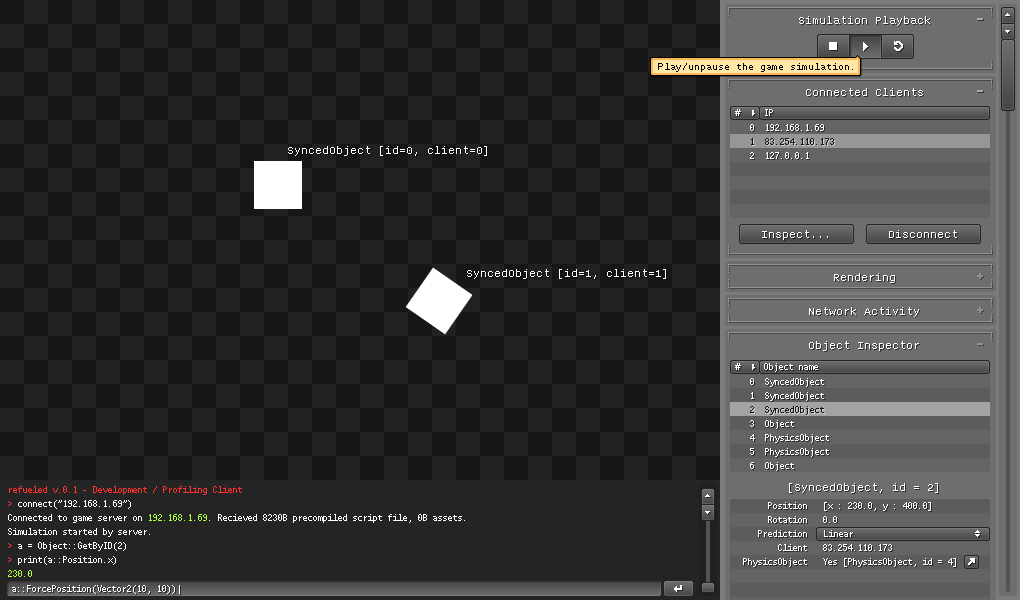 SyncedObject [id=0, client=0]
SyncedObject [id=1, client=1]
refueled v.0.1 - Development / Profiling Client
> connect("192.168.1.69")
Connected to game server on 192.168.1.69. Recieved 8230B precompiled script file, 0B assets.
Simulation started by server.
> a = Object::GetByID(2)
> print(a::Position.x)
230.0
a::ForcePosition(Vector2(10, 10))|
Simulation Playback
Play/unpause the game simulation.
Connected Clients
# IP
0 192.168.1.69
1 83.254.110.173
2 127.0.0.1
Inspect... Disconnect
Rendering
Network Activity
Object Inspector
# Object name
0 SyncedObject
1 SyncedObject
2 SyncedObject
3 Object
4 PhysicsObject
5 PhysicsObject
6 Object
[SyncedObject, id = 2]
Position [x : 230.0, y : 400.0]
Rotation 0.0
Prediction Linear
Client 83.254.110.173
PhysicsObject Yes [PhysicsObject, id = 4]